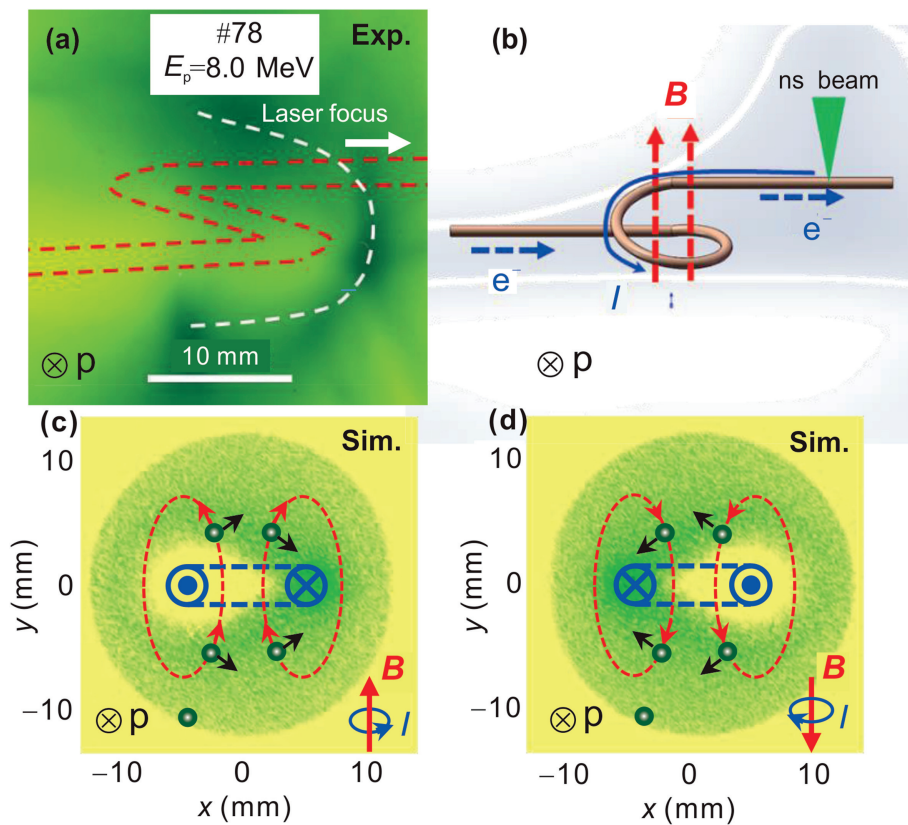 (a)
#78
Eₚ=8.0 MeV
Exp.
Laser focus
10 mm
⊗ p
(b)
ns beam
B
e⁻
e⁻
I
⊗ p
(c)
Sim.
10
0
−10
y (mm)
⊗ p
B
I
−10
0
10
x (mm)
(d)
Sim.
10
0
−10
y (mm)
⊗ p
B
I
−10
0
10
x (mm)